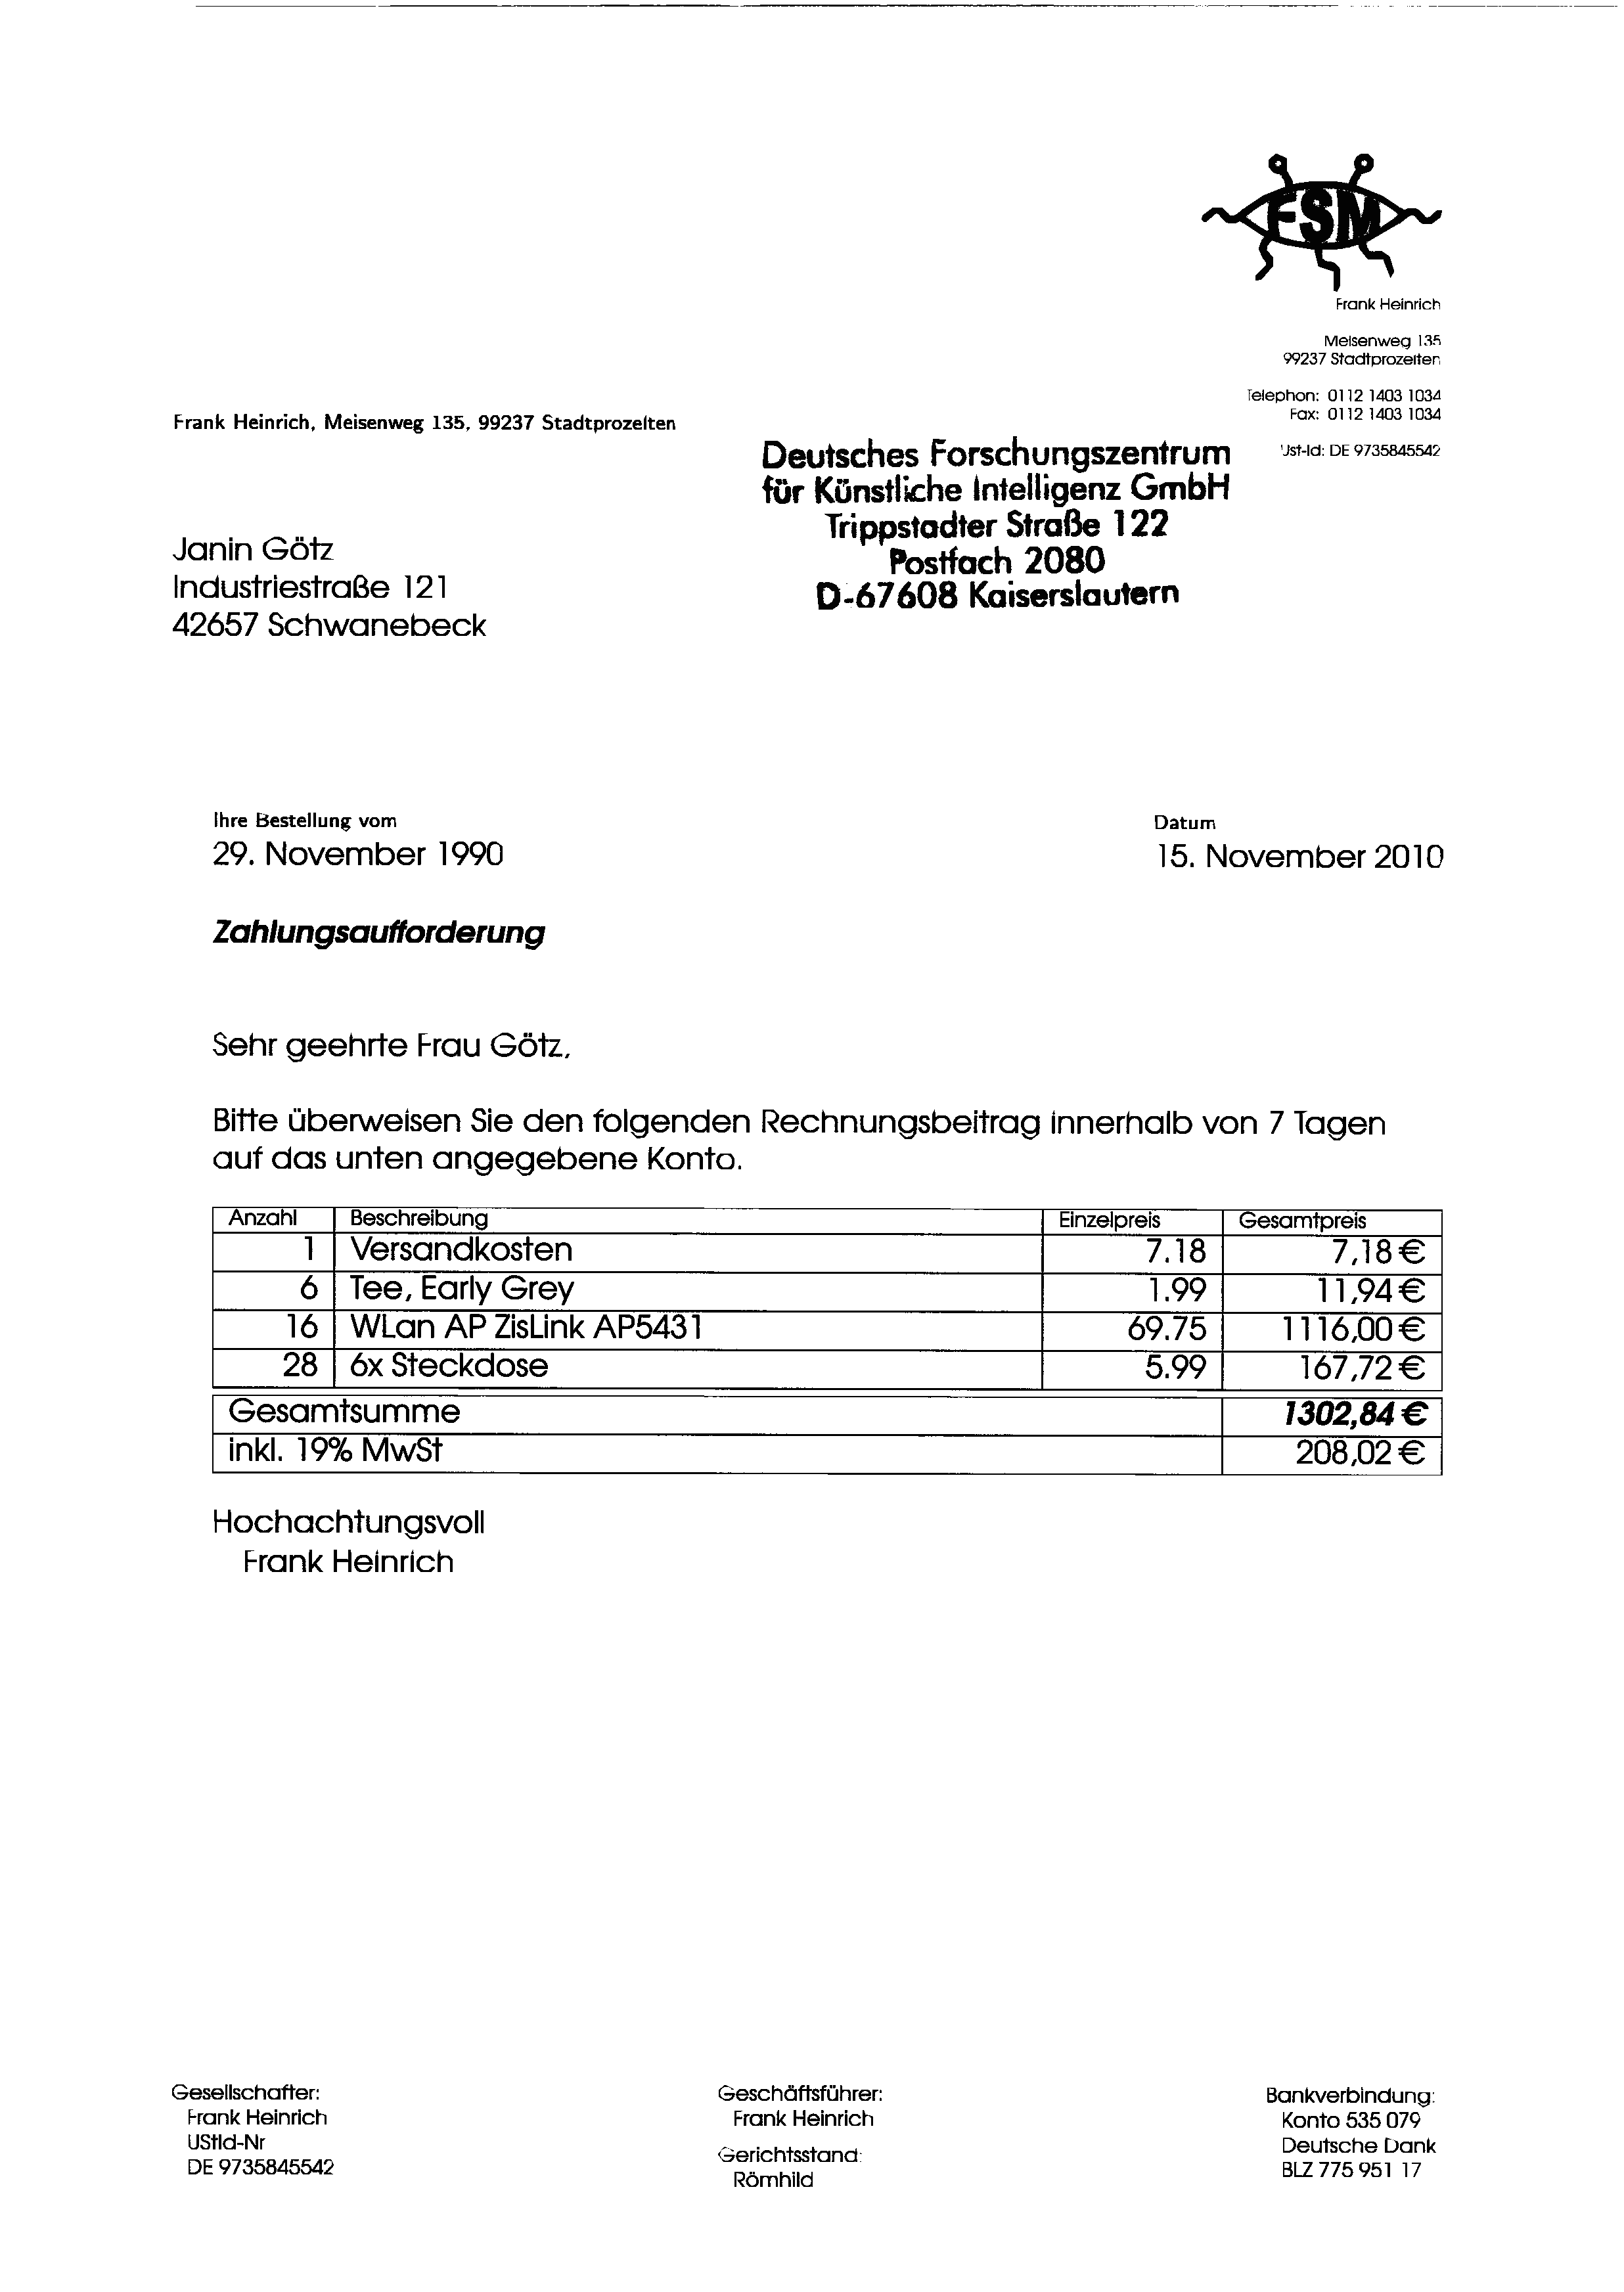 FSM
Frank Heinrich
Meisenweg 135
99237 Stadtprozelten
Telephon: 0112 1403 1034
Fax: 0112 1403 1034
Ust-Id: DE 9735845542
Frank Heinrich, Meisenweg 135, 99237 Stadtprozelten
Deutsches Forschungszentrum
für Künstliche Intelligenz GmbH
Trippstadter Straße 122
Postfach 2080
D-67608 Kaiserslautern
Janin Götz
Industriestraße 121
42657 Schwanebeck
Ihre Bestellung vom Datum
29. November 1990 15. November 2010
Zahlungsaufforderung
Sehr geehrte Frau Götz,
Bitte überweisen Sie den folgenden Rechnungsbeitrag innerhalb von 7 Tagen
auf das unten angegebene Konto.
Anzahl Beschreibung Einzelpreis Gesamtpreis
1 Versandkosten 7.18 7,18 €
6 Tee, Early Grey 1.99 11,94 €
16 WLan AP ZisLink AP5431 69.75 1116,00 €
28 6x Steckdose 5.99 167,72 €
Gesamtsumme 1302,84 €
inkl. 19% MwSt 208,02 €
Hochachtungsvoll
Frank Heinrich
Gesellschafter:
Frank Heinrich
UStId-Nr
DE 9735845542
Geschäftsführer:
Frank Heinrich
Gerichtsstand:
Römhild
Bankverbindung:
Konto 535 079
Deutsche Dank
BLZ 775 951 17